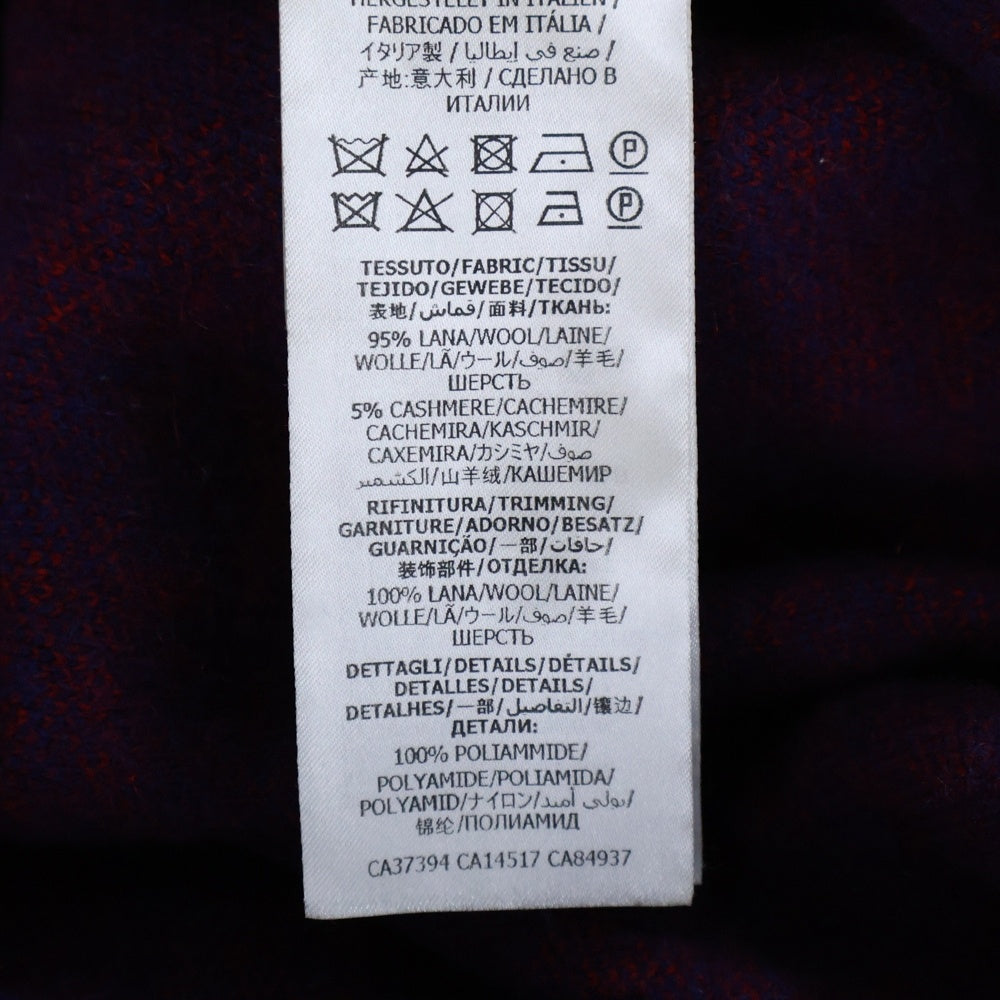 HERGESTELLT IN ITALIEN /
FABRICADO EM ITÁLIA /
イタリア製 / صنع في إيطاليا /
产地:意大利 / СДЕЛАНО В
ИТАЛИИ
P
P
TESSUTO/FABRIC/TISSU/
TEJIDO/GEWEBE/TECIDO/
表地/قماش/面料/ТКАНЬ:
95% LANA/WOOL/LAINE/
WOLLE/LÃ/ウール/صوف/羊毛/
ШЕРСТЬ
5% CASHMERE/CACHEMIRE/
CACHEMIRA/KASCHMIR/
CAXEMIRA/カシミヤ/صوف
الكشمير/山羊绒/КАШЕМИР
RIFINITURA/TRIMMING/
GARNITURE/ADORNO/BESATZ/
GUARNIÇÃO/一部/حافات/
装饰部件/ОТДЕЛКА:
100% LANA/WOOL/LAINE/
WOLLE/LÃ/ウール/صوف/羊毛/
ШЕРСТЬ
DETTAGLI/DETAILS/DÉTAILS/
DETALLES/DETAILS/
DETALHES/一部/التفاصيل/镶边/
ДЕТАЛИ:
100% POLIAMMIDE/
POLYAMIDE/POLIAMIDA/
POLYAMID/ナイロン/بولي أميد/
锦纶/ПОЛИАМИД
CA37394 CA14517 CA84937